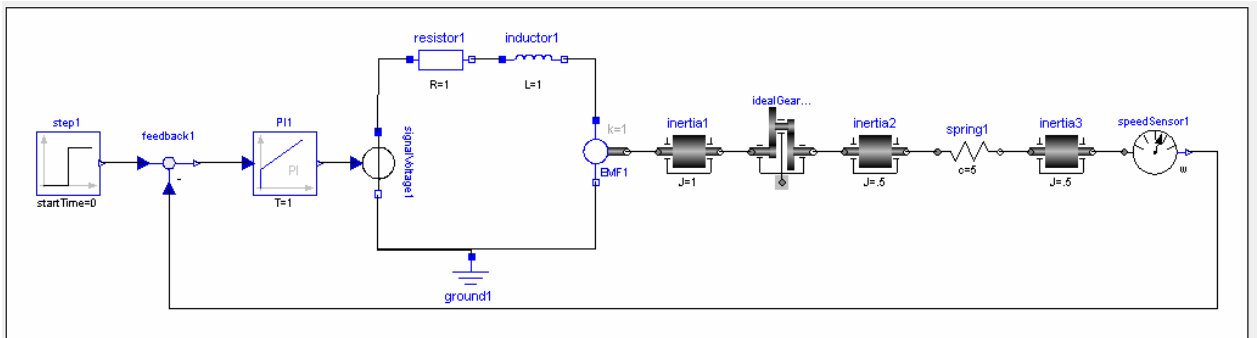 resistor1
inductor1
R=1
L=1
step1
feedback1
PI1
signalVoltage1
k=1
EMF1
inertia1
idealGear...
inertia2
spring1
inertia3
speedSensor1
startTime=0
-
PI
T=1
J=1
J=.5
c=5
J=.5
w
ground1